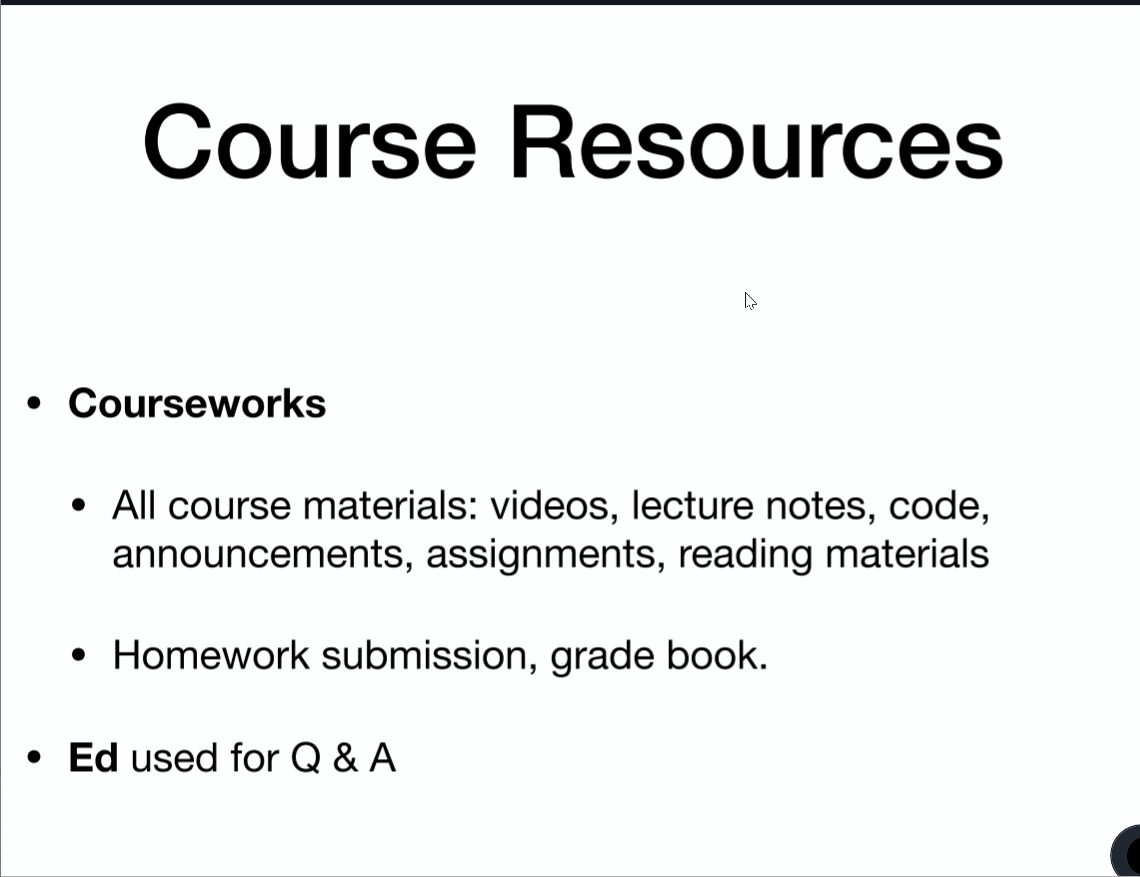 Course Resources
• Courseworks
• All course materials: videos, lecture notes, code,
announcements, assignments, reading materials
• Homework submission, grade book.
• Ed used for Q & A